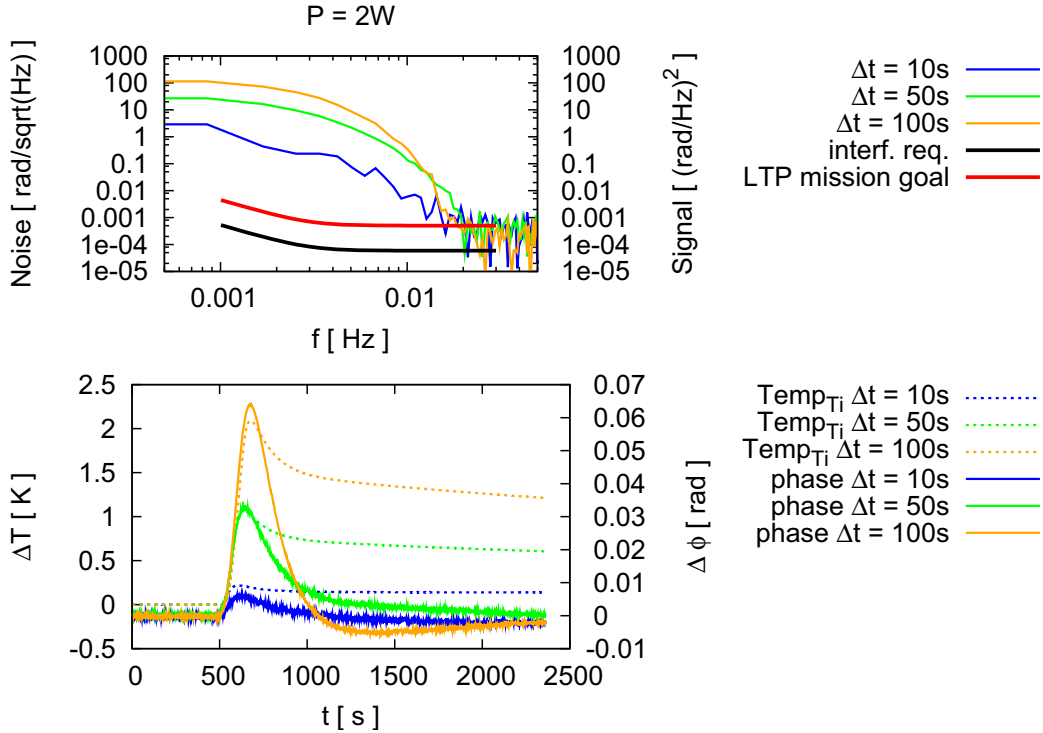 P = 2W
Noise [ rad/sqrt(Hz) ]
1000
100
10
1
0.1
0.01
0.001
1e-04
1e-05
0.001
0.01
f [ Hz ]
1000
100
10
1
0.1
0.01
0.001
1e-04
1e-05
Signal [ (rad/Hz)^2 ]
Δt = 10s
Δt = 50s
Δt = 100s
interf. req.
LTP mission goal
ΔT [ K ]
2.5
2
1.5
1
0.5
0
-0.5
0
500
1000
1500
2000
2500
t [ s ]
0.07
0.06
0.05
0.04
0.03
0.02
0.01
0
-0.01
Δ ϕ [ rad ]
Temp_Ti Δt = 10s
Temp_Ti Δt = 50s
Temp_Ti Δt = 100s
phase Δt = 10s
phase Δt = 50s
phase Δt = 100s